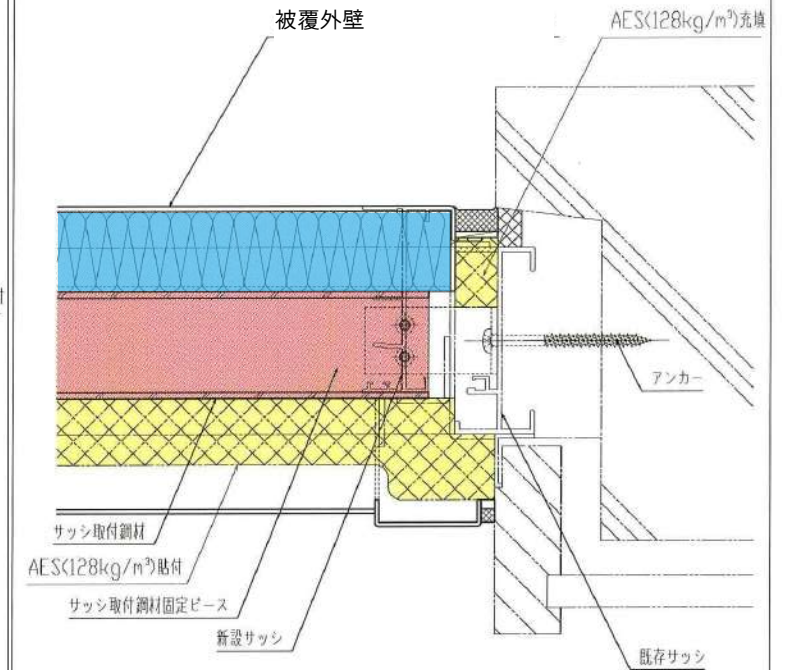 被覆外壁
AES(128kg/m³)充填
アンカー
サッシ取付鋼材
AES(128kg/m³)貼付
サッシ取付鋼材固定ピース
新設サッシ
既存サッシ